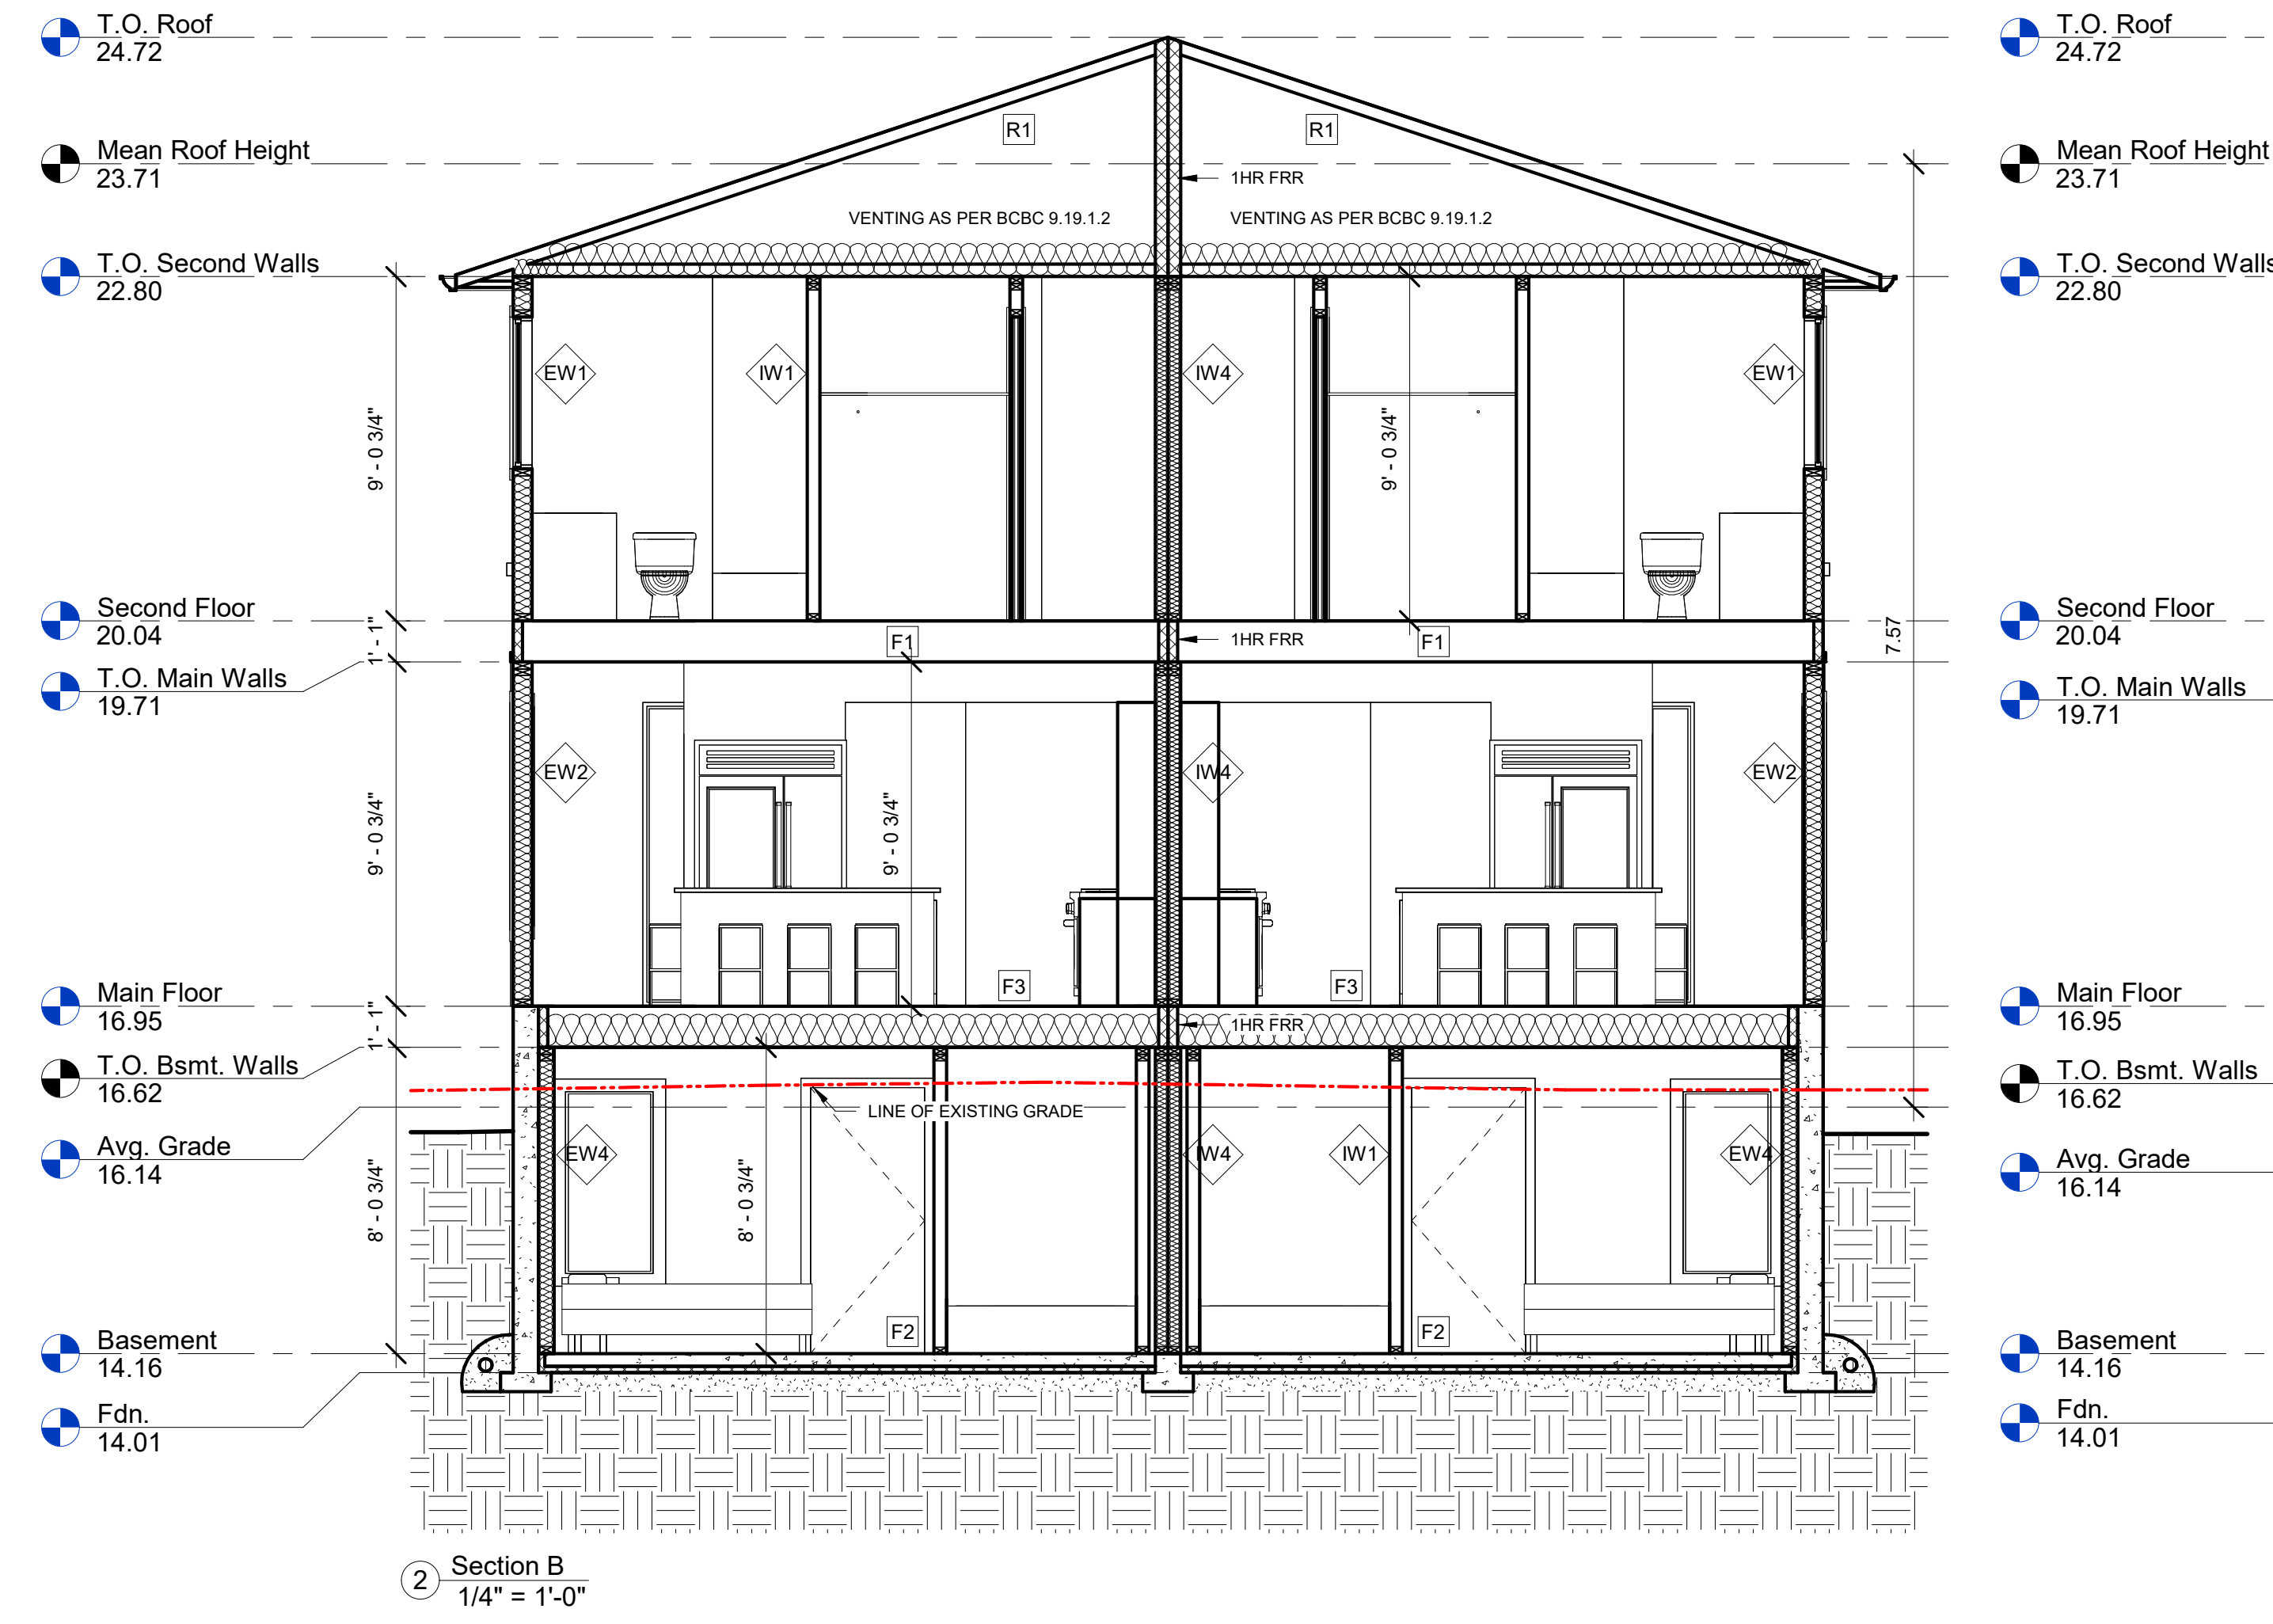 T.O. Roof
24.72
T.O. Roof
24.72
R1
R1
Mean Roof Height
23.71
Mean Roof Height
23.71
1HR FRR
VENTING AS PER BCBC 9.19.1.2
VENTING AS PER BCBC 9.19.1.2
T.O. Second Walls
22.80
T.O. Second Walls
22.80
EW1
IW1
IW4
EW1
9' - 0 3/4"
9' - 0 3/4"
Second Floor
20.04
Second Floor
20.04
1' - 1"
F1
1HR FRR
F1
7.57
T.O. Main Walls
19.71
T.O. Main Walls
19.71
EW2
IW4
EW2
9' - 0 3/4"
9' - 0 3/4"
F3
F3
Main Floor
16.95
Main Floor
16.95
1' - 1"
1HR FRR
T.O. Bsmt. Walls
16.62
T.O. Bsmt. Walls
16.62
LINE OF EXISTING GRADE
Avg. Grade
16.14
Avg. Grade
16.14
EW4
IW4
IW1
EW4
8' - 0 3/4"
8' - 0 3/4"
F2
F2
Basement
14.16
Basement
14.16
Fdn.
14.01
Fdn.
14.01
2
Section B
1/4" = 1'-0"